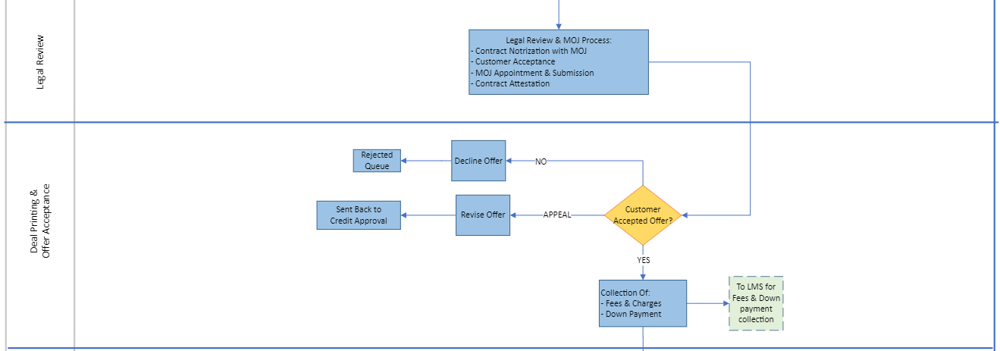 Legal Review
Legal Review & MOJ Process:
- Contract Notrization with MOJ
- Customer Acceptance
- MOJ Appointment & Submission
- Contract Attestation
Deal Printing &
Offer Acceptance
Rejected
Queue
Decline Offer
NO
Sent Back to
Credit Approval
Revise Offer
APPEAL
Customer
Accepted Offer?
YES
Collection Of:
- Fees & Charges
- Down Payment
To LMS for
Fees & Down
payment
collection